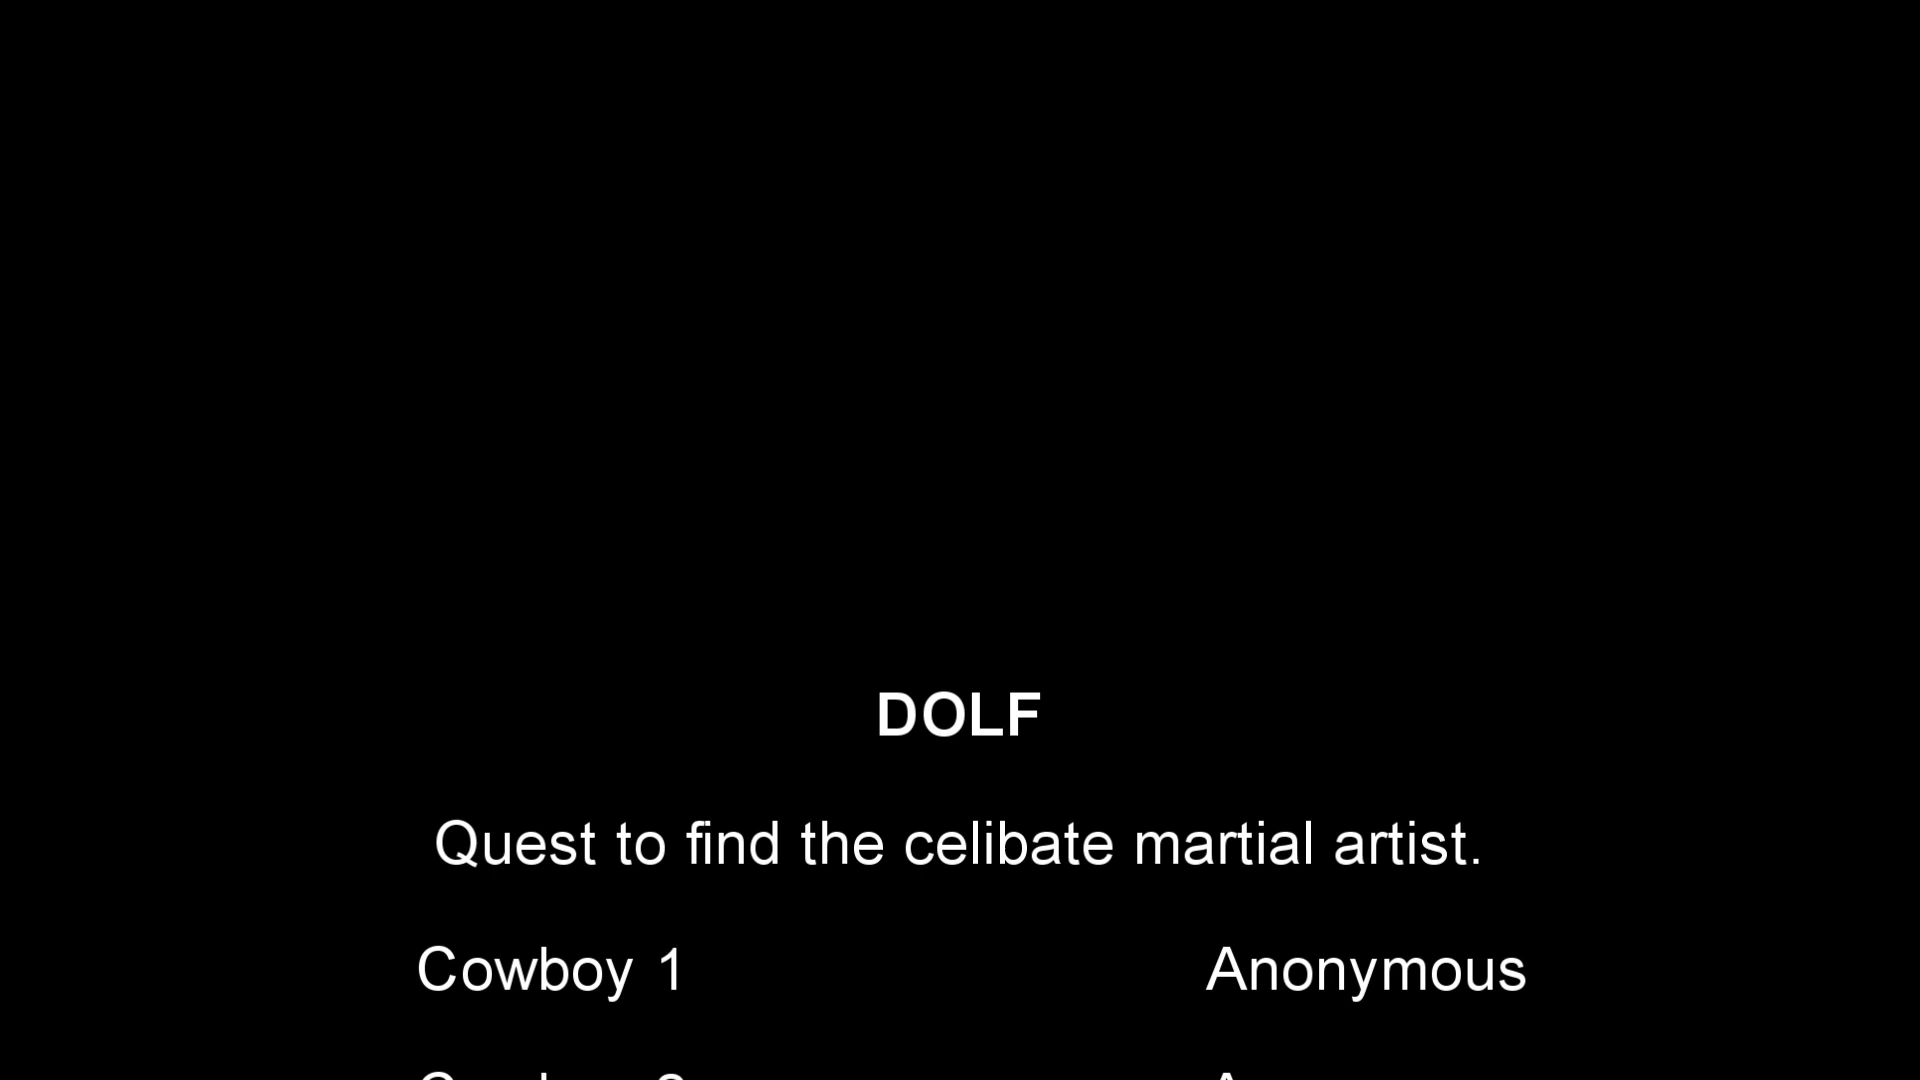 DOLF
Quest to find the celibate martial artist.
Cowboy 1 Anonymous